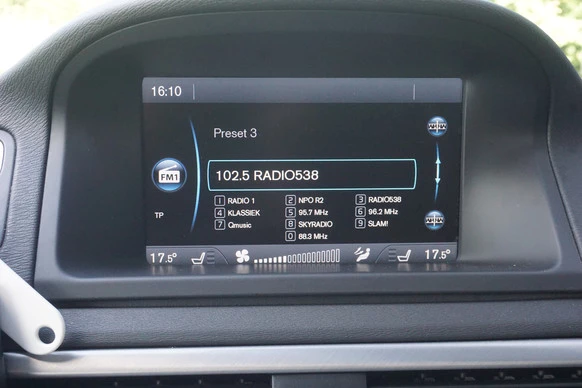 16:10
Preset 3
FM1
102.5 RADIO538
1 RADIO 1 2 NPO R2 3 RADIO538
4 KLASSIEK 5 95.7 MHz 6 96.2 MHz
7 Qmusic 8 SKYRADIO 9 SLAM!
TP
0 88.3 MHz
17.5° 17.5°